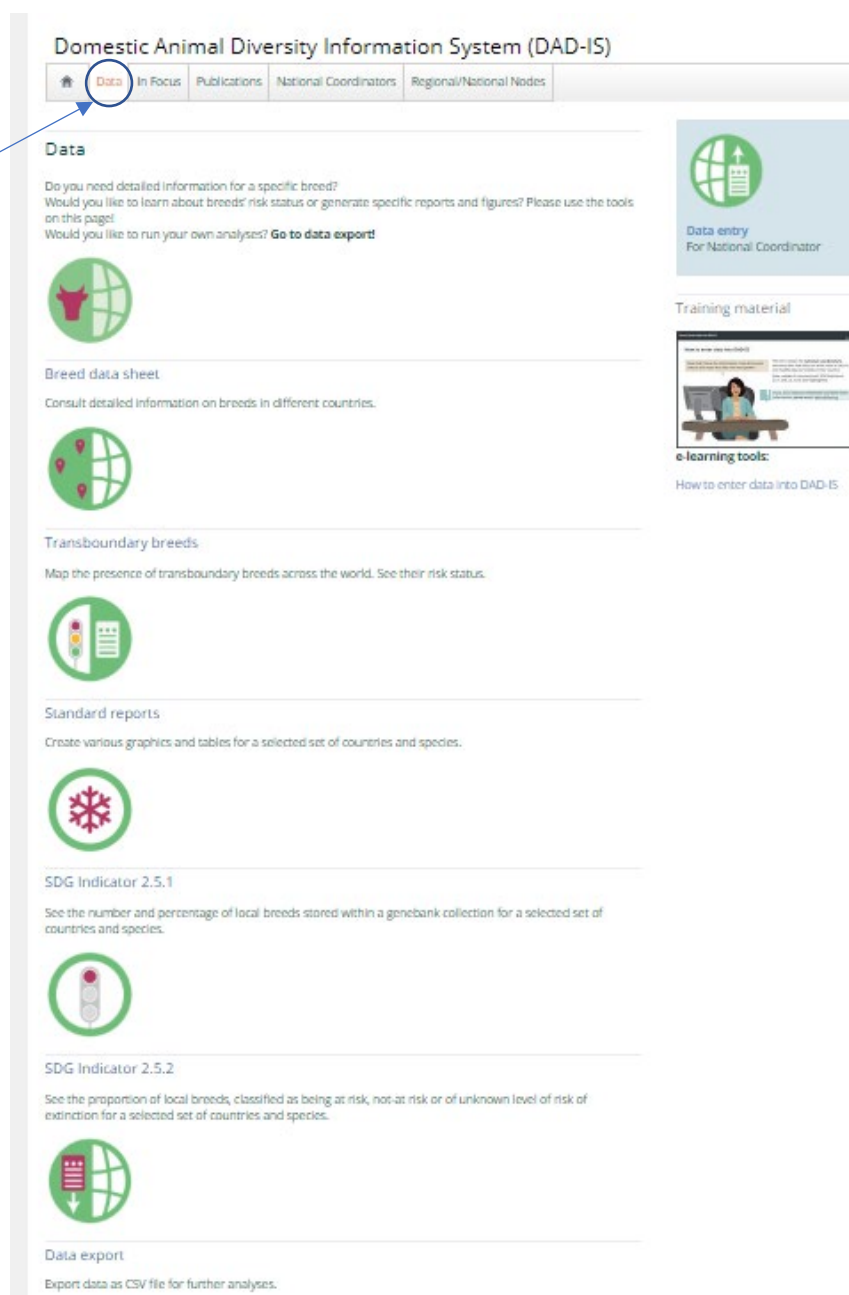 Domestic Animal Diversity Information System (DAD-IS)
Data In Focus Publications National Coordinators Regional/National Nodes
Data
Do you need detailed information for a specific breed?
Would you like to learn about breeds' risk status or generate specific reports and figures? Please use the tools
on this page!
Would you like to run your own analyses? Go to data export!
Breed data sheet
Consult detailed information on breeds in different countries.
Transboundary breeds
Map the presence of transboundary breeds across the world. See their risk status.
Standard reports
Create various graphics and tables for a selected set of countries and species.
SDG Indicator 2.5.1
See the number and percentage of local breeds stored within a genebank collection for a selected set of
countries and species.
SDG Indicator 2.5.2
See the proportion of local breeds, classified as being at risk, not-at risk or of unknown level of risk of
extinction for a selected set of countries and species.
Data export
Export data as CSV file for further analyses.
Data entry
For National Coordinator
Training material
How to enter data into DAD-IS
e-learning tools:
How to enter data into DAD-IS